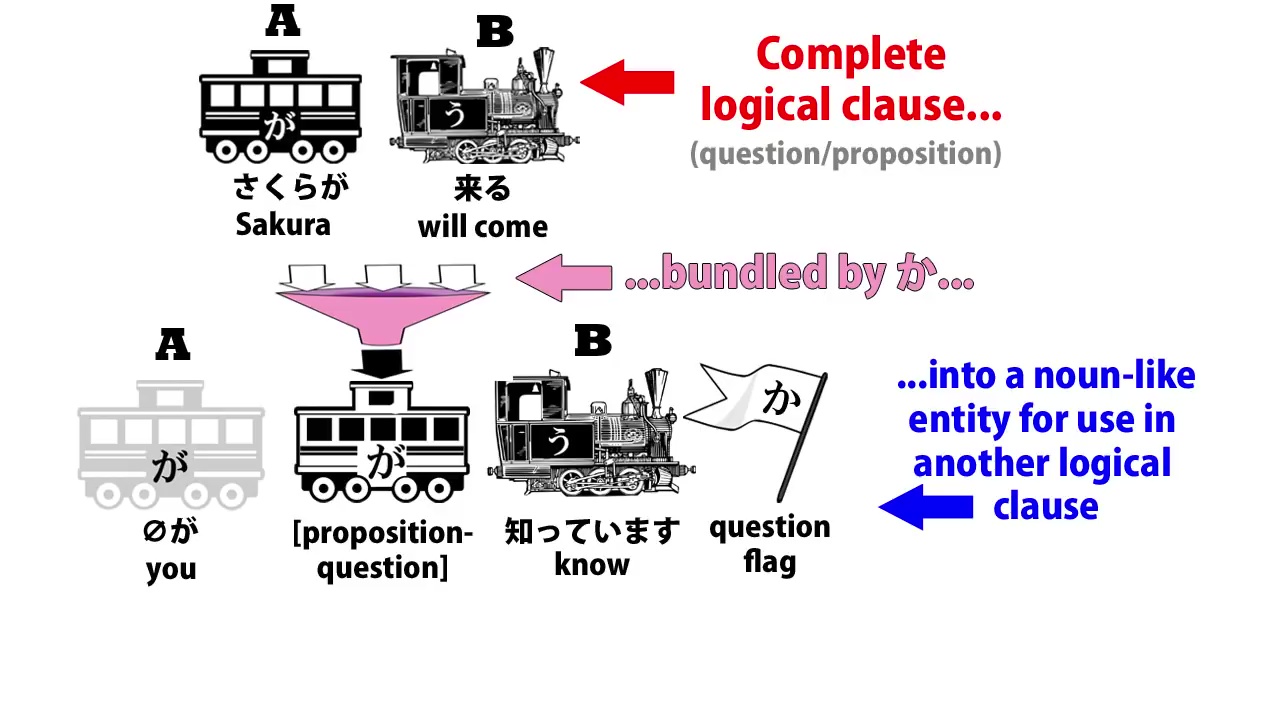 A
B
が
う
さくらが
来る
Sakura
will come
Complete
logical clause...
(question/proposition)
...bundled by か...
A
B
が
が
う
か
∅が
you
[proposition-
question]
知っています
know
question
flag
...into a noun-like
entity for use in
another logical
clause